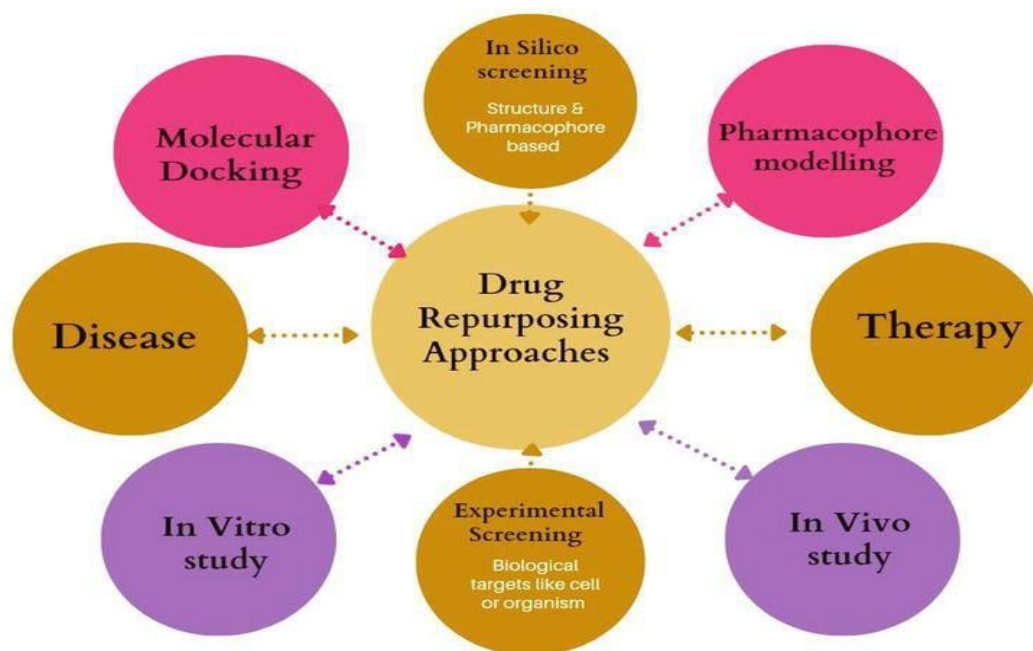 In Silico
screening
Structure &
Pharmacophore
based
Molecular
Docking
Pharmacophore
modelling
Drug
Repurposing
Approaches
Disease
Therapy
In Vitro
study
Experimental
Screening
Biological
targets like cell
or organism
In Vivo
study